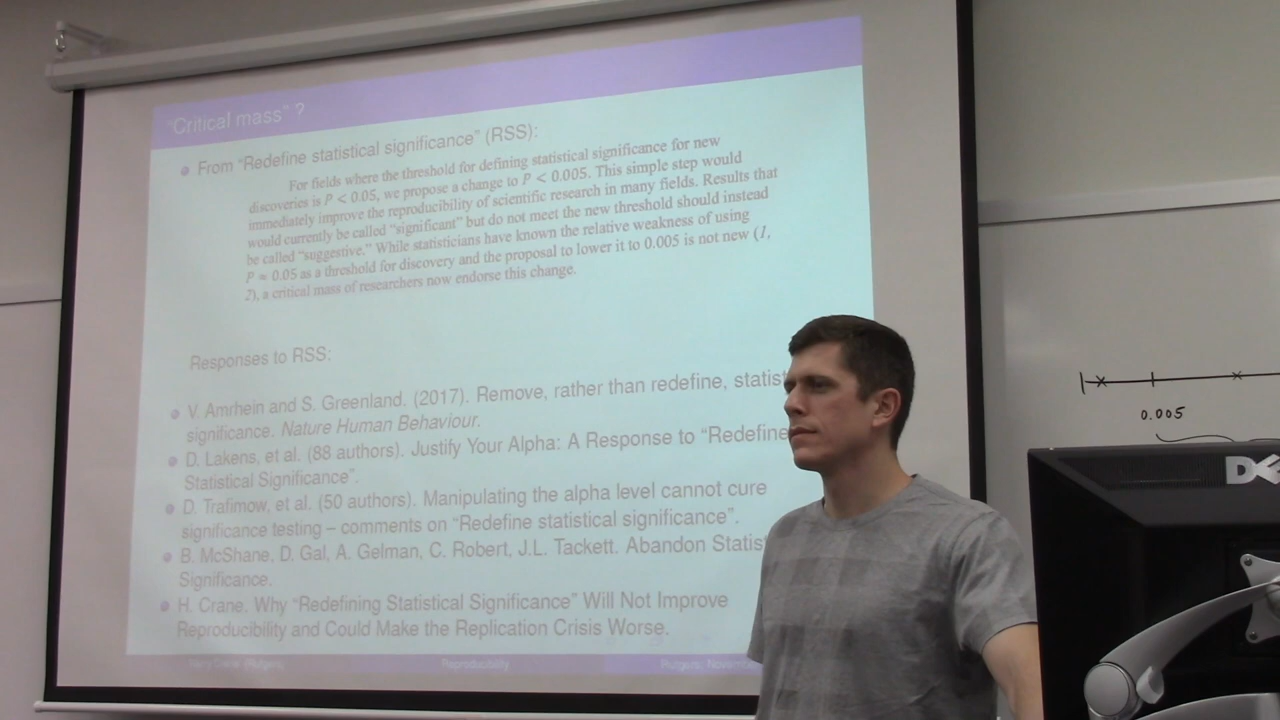 "Critical mass" ?
From "Redefine statistical significance" (RSS):
For fields where the threshold for defining statistical significance for new
discoveries is P < 0.05, we propose a change to P < 0.005. This simple step would
immediately improve the reproducibility of scientific research in many fields. Results that
would currently be called "significant" but do not meet the new threshold should instead
be called "suggestive." While statisticians have known the relative weakness of using
P ≈ 0.05 as a threshold for discovery and the proposal to lower it to 0.005 is not new (1,
2), a critical mass of researchers now endorse this change.
Responses to RSS:
V. Amrhein and S. Greenland. (2017). Remove, rather than redefine, statist
significance. Nature Human Behaviour.
D. Lakens, et al. (88 authors). Justify Your Alpha: A Response to "Redefine
Statistical Significance".
D. Trafimow, et al. (50 authors). Manipulating the alpha level cannot cure
significance testing – comments on "Redefine statistical significance".
B. McShane, D. Gal, A. Gelman, C. Robert, J.L. Tackett. Abandon Statis
Significance.
H. Crane. Why "Redefining Statistical Significance" Will Not Improve
Reproducibility and Could Make the Replication Crisis Worse.
Crane (Rutgers) Reproducibility Rutgers, Novem
0.005
DE